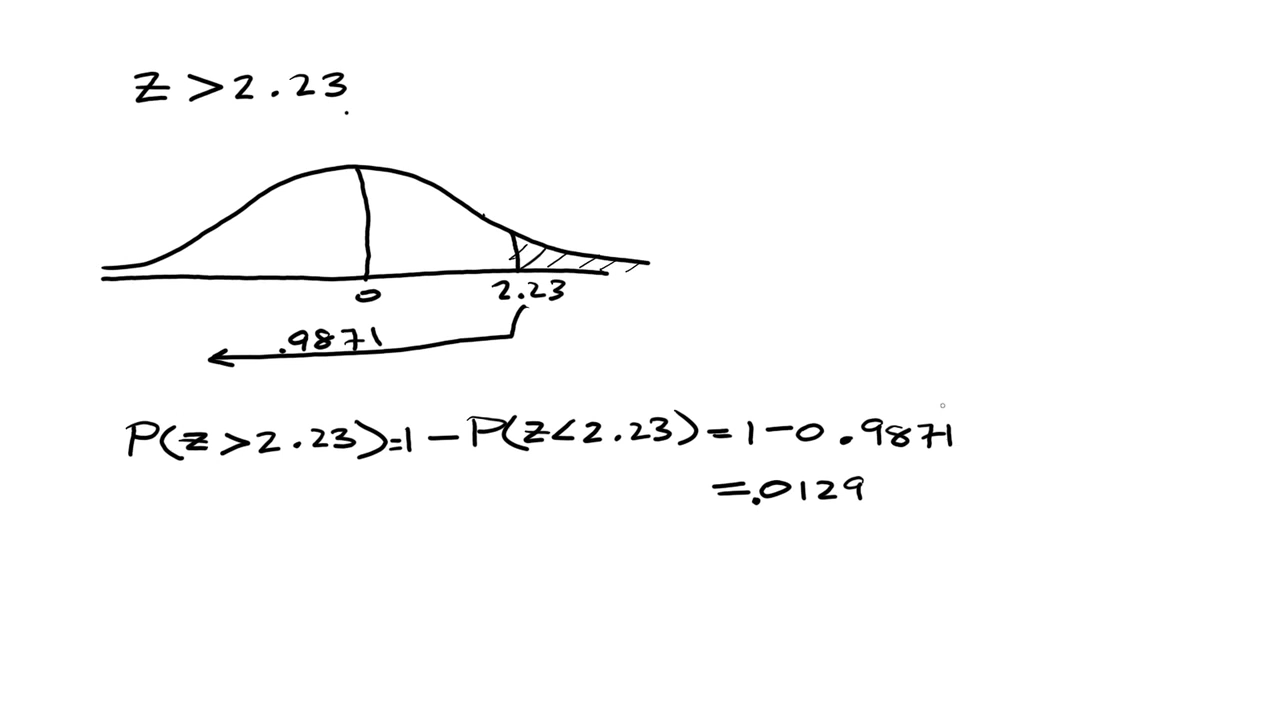 Z > 2.23
0 2.23
.9871
P(Z > 2.23) = 1 - P(Z < 2.23) = 1 - 0.9871
= .0129